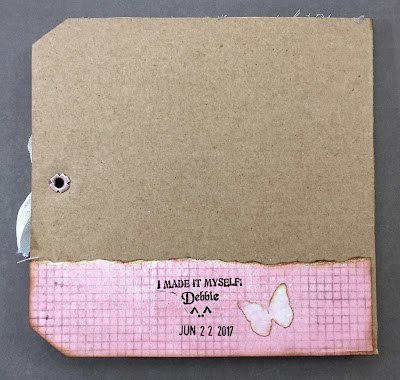 I MADE IT MYSELF!
Debbie
^..^
JUN 22 2017